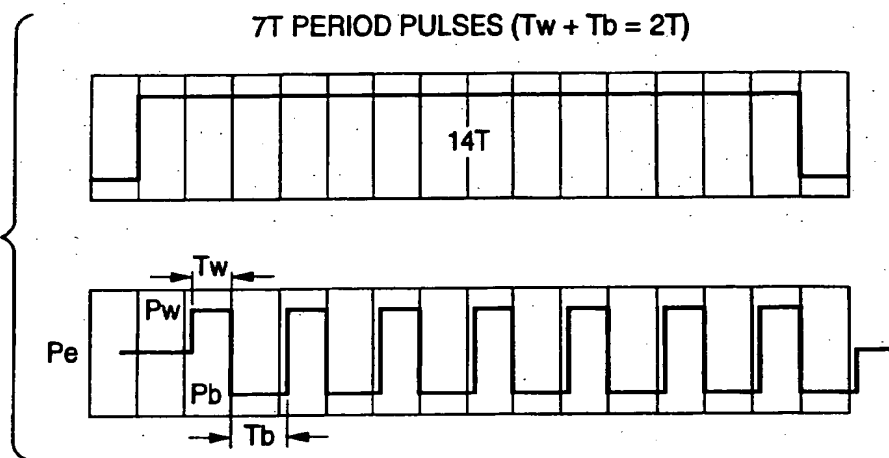 7T PERIOD PULSES (Tw + Tb = 2T)
14T
Tw
Pw
Pe
Pb
Tb